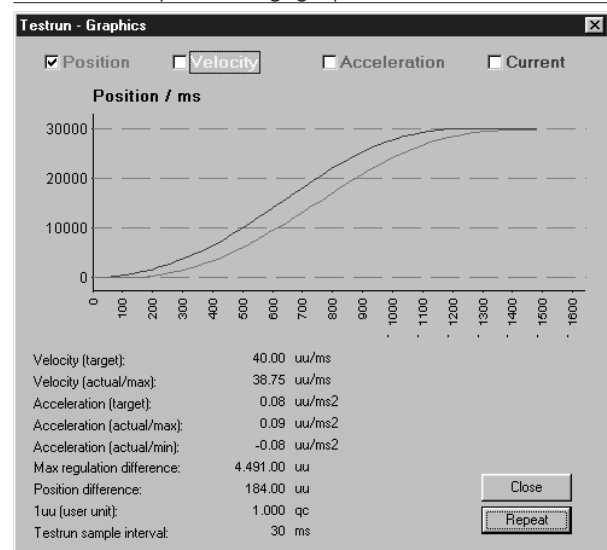 Testrun - Graphics
Position Velocity Acceleration Current
Position / ms
30000
20000
10000
0
0 100 200 300 400 500 600 700 800 900 1000 1100 1200 1300 1400 1500 1600
Velocity (target): 40.00 uu/ms
Velocity (actual/max): 38.75 uu/ms
Acceleration (target): 0.08 uu/ms2
Acceleration (actual/max): 0.09 uu/ms2
Acceleration (actual/min): -0.08 uu/ms2
Max regulation difference: 4.491.00 uu
Position difference: 184.00 uu
1uu (user unit): 1.000 qc
Testrun sample interval: 30 ms
Close
Repeat